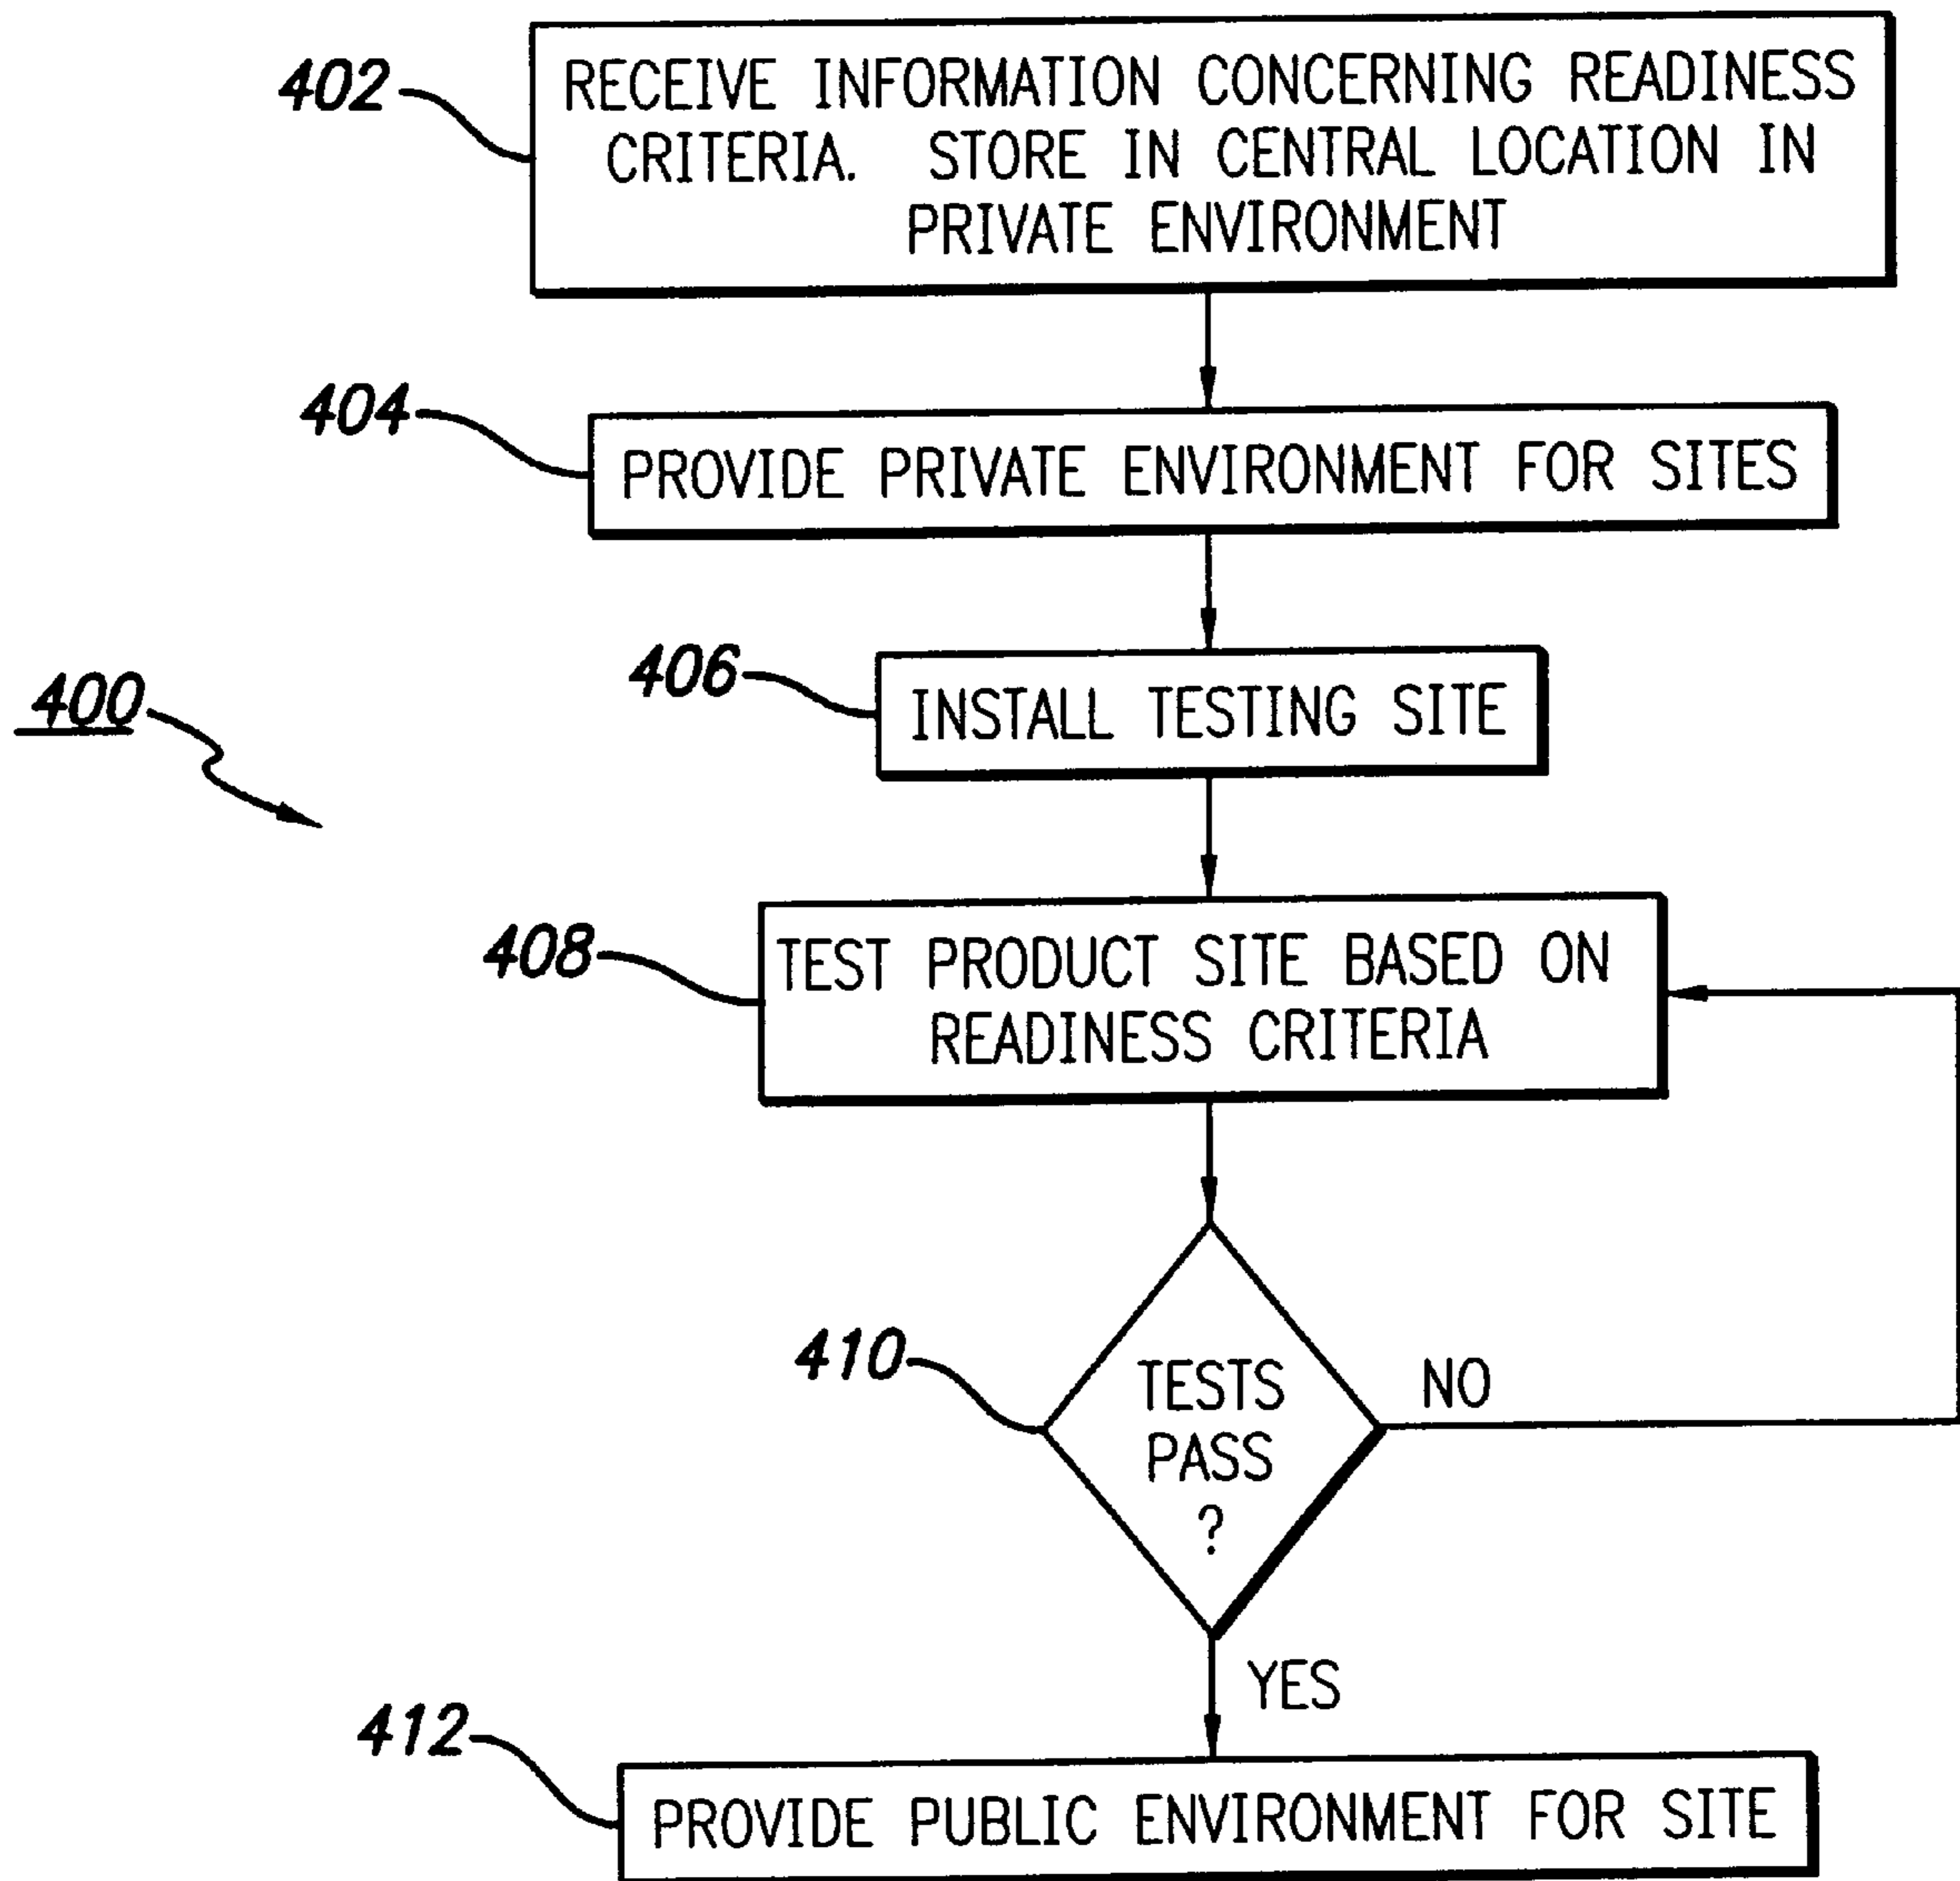 402
RECEIVE INFORMATION CONCERNING READINESS
CRITERIA. STORE IN CENTRAL LOCATION IN
PRIVATE ENVIRONMENT
404
PROVIDE PRIVATE ENVIRONMENT FOR SITES
406
INSTALL TESTING SITE
400
408
TEST PRODUCT SITE BASED ON
READINESS CRITERIA
410
TESTS
PASS
?
NO
YES
412
PROVIDE PUBLIC ENVIRONMENT FOR SITE